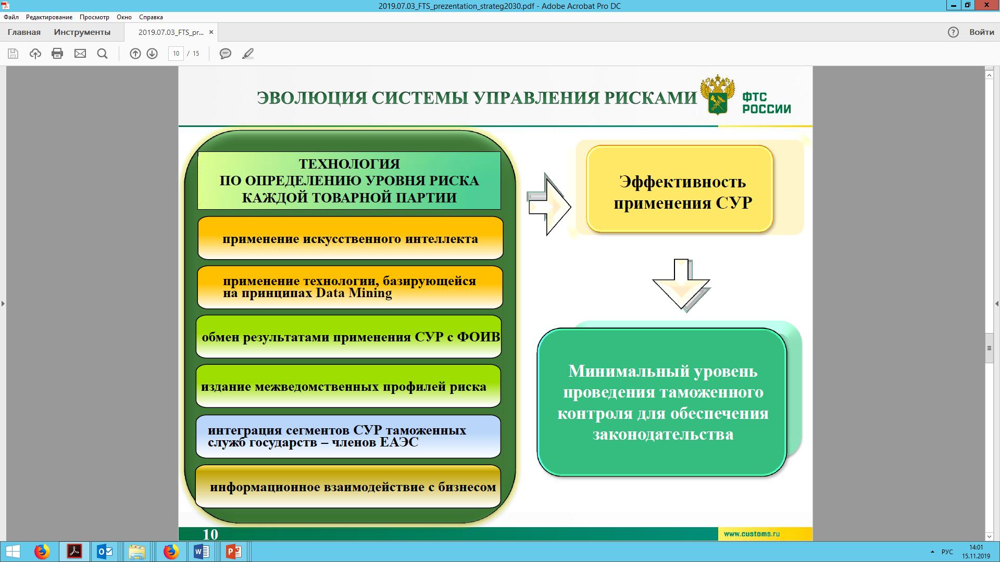 2019.07.03_FTS_prezentation_strateg2030.pdf - Adobe Acrobat Pro DC
Файл Редактирование Просмотр Окно Справка
Главная Инструменты 2019.07.03_FTS_pr... × Войти
10 / 15
ЭВОЛЮЦИЯ СИСТЕМЫ УПРАВЛЕНИЯ РИСКАМИ
ФТС
РОССИИ
ТЕХНОЛОГИЯ
ПО ОПРЕДЕЛЕНИЮ УРОВНЯ РИСКА
КАЖДОЙ ТОВАРНОЙ ПАРТИИ
применение искусственного интеллекта
применение технологии, базирующейся
на принципах Data Mining
обмен результатами применения СУР с ФОИВ
издание межведомственных профилей риска
интеграция сегментов СУР таможенных
служб государств – членов ЕАЭС
информационное взаимодействие с бизнесом
Эффективность
применения СУР
Минимальный уровень
проведения таможенного
контроля для обеспечения
законодательства
10
www.customs.ru
РУС
14:01
15.11.2019